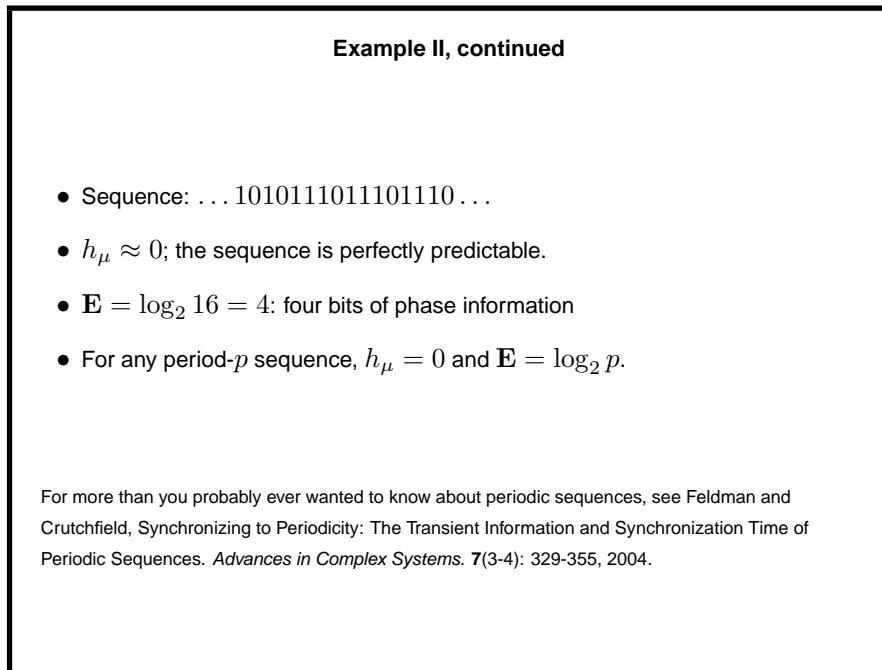 Example II, continued
• Sequence: . . . 1010111011101110 . . .
• hμ ≈ 0; the sequence is perfectly predictable.
• E = log₂ 16 = 4: four bits of phase information
• For any period-p sequence, hμ = 0 and E = log₂ p.
For more than you probably ever wanted to know about periodic sequences, see Feldman and
Crutchfield, Synchronizing to Periodicity: The Transient Information and Synchronization Time of
Periodic Sequences. Advances in Complex Systems. 7(3-4): 329-355, 2004.